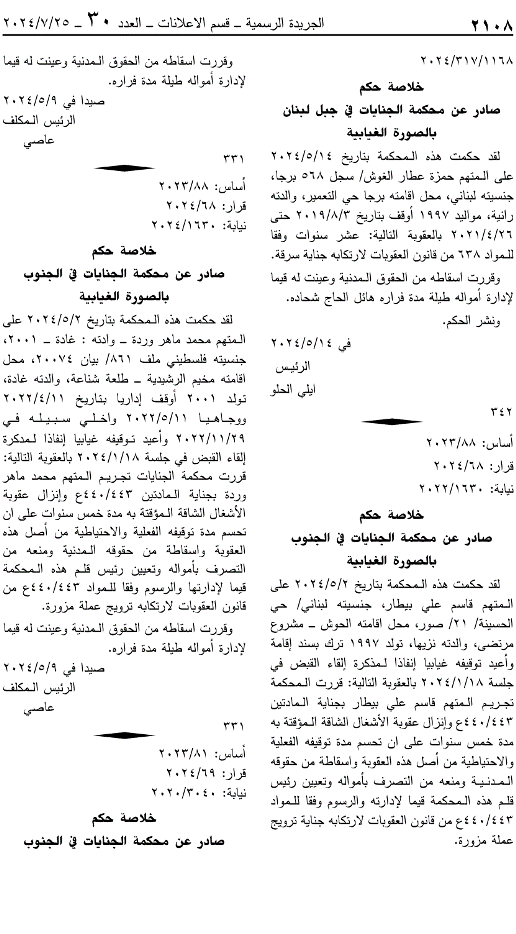 ٢١٠٨
الجريدة الرسمية – قسم الاعلانات – العدد ٣٠ – ٢٠٢٤/٧/٢٥
٢٠٢٤/٣١٧/١١٦٨
خلاصة حكم
صادر عن محكمة الجنايات في جبل لبنان
بالصورة الغيابية
لقد حكمت هذه المحكمة بتاريخ ٢٠٢٤/٥/١٤
على المتهم حمزة عطار الغوش/ سجل ٥٦٨ برجا،
جنسيته لبناني، محل اقامته برجا حي التعمير، والدته
رانية، مواليد ١٩٩٧ أوقف بتاريخ ٢٠١٩/٨/٣ حتى
٢٠٢١/٤/٢٦ بالعقوبة التالية: عشر سنوات وفقا
للمواد ٦٣٨ من قانون العقوبات لارتكابه جناية سرقة.
وقررت اسقاطه من الحقوق المدنية وعينت له قيما
لإدارة أمواله طيلة مدة فراره هائل الحاج شحاده.
ونشر الحكم.
في ٢٠٢٤/٥/١٤
الرئيس
ايلي الحلو
٣٤٢
أساس: ٢٠٢٣/٨٨
قرار: ٢٠٢٤/٦٨
نيابة: ٢٠٢٢/١٦٣٠
خلاصة حكم
صادر عن محكمة الجنايات في الجنوب
بالصورة الغيابية
لقد حكمت هذه المحكمة بتاريخ ٢٠٢٤/٥/٢ على
المتهم قاسم علي بيطار، جنسيته لبناني/ حي
الحسينة/ ٢١/ صور، محل اقامته الحوش – مشروع
مرتضى، والدته نزيها، تولد ١٩٩٧ ترك بسند إقامة
وأعيد توقيفه غيابيا إنفاذا لمذكرة إلقاء القبض في
جلسة ٢٠٢٤/١/١٨ بالعقوبة التالية: قررت المحكمة
تجريم المتهم قاسم علي بيطار بجناية المادتين
٤٤٠/٤٤٣ع وإنزال عقوبة الأشغال الشاقة المؤقتة به
مدة خمس سنوات على ان تحسم مدة توقيفه الفعلية
والاحتياطية من أصل هذه العقوبة واسقاطة من حقوقه
المدنية ومنعه من التصرف بأمواله وتعيين رئيس
قلم هذه المحكمة قيما لإدارته والرسوم وفقا للمواد
٤٤٠/٤٤٣ع من قانون العقوبات لارتكابه جناية ترويج
عملة مزورة.
وقررت اسقاطه من الحقوق المدنية وعينت له قيما
لإدارة أمواله طيلة مدة فراره.
صيدا في ٢٠٢٤/٥/٩
الرئيس المكلف
عاصي
٣٣١
أساس: ٢٠٢٣/٨٨
قرار: ٢٠٢٤/٦٨
نيابة: ٢٠٢٤/١٦٣٠
خلاصة حكم
صادر عن محكمة الجنايات في الجنوب
بالصورة الغيابية
لقد حكمت هذه المحكمة بتاريخ ٢٠٢٤/٥/٢ على
المتهم محمد ماهر وردة – وادته : غادة – ٢٠٠١،
جنسيته فلسطيني ملف ٨٦١/ بيان ٢٠٠٧٤، محل
اقامته مخيم الرشيدية – طلعة شناعة، والدته غادة،
تولد ٢٠٠١ أوقف إداريا بتاريخ ٢٠٢٢/٤/١١
ووجاهيا ٢٠٢٢/٥/١١ واخلي سبيله في
٢٠٢٢/١١/٢٩ وأعيد توقيفه غيابيا إنفاذا لمدكرة
إلقاء القبض في جلسة ٢٠٢٤/١/١٨ بالعقوبة التالية:
قررت محكمة الجنايات تجريم المتهم محمد ماهر
وردة بجناية المادتين ٤٤٠/٤٤٣ع وإنزال عقوبة
الأشغال الشاقة المؤقتة به مدة خمس سنوات على ان
تحسم مدة توقيفه الفعلية والاحتياطية من أصل هذه
العقوبة واسقاطة من حقوقه المدنية ومنعه من
التصرف بأمواله وتعيين رئيس قلم هذه المحكمة
قيما لإدارتها والرسوم وفقا للمواد ٤٤٠/٤٤٣ع من
قانون العقوبات لارتكابه ترويج عملة مزورة.
وقررت اسقاطه من الحقوق المدنية وعينت له قيما
لإدارة أمواله طيلة مدة فراره.
صيدا في ٢٠٢٤/٥/٩
الرئيس المكلف
عاصي
٣٣١
أساس: ٢٠٢٣/٨١
قرار: ٢٠٢٤/٦٩
نيابة: ٢٠٢٠/٣٠٤٠
خلاصة حكم
صادر عن محكمة الجنايات في الجنوب